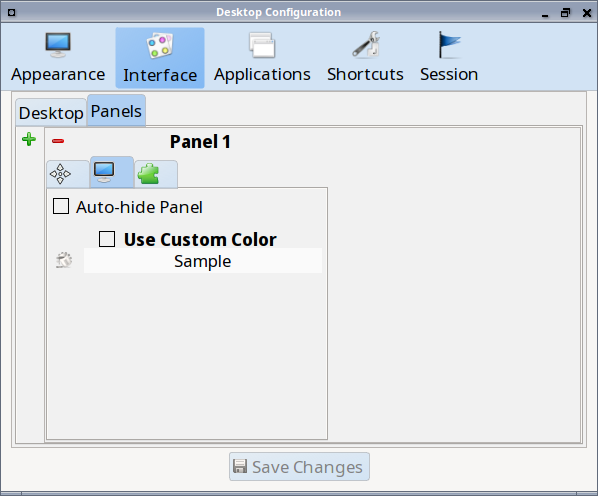 Desktop Configuration
Appearance Interface Applications Shortcuts Session
Desktop Panels
Panel 1
Auto-hide Panel
Use Custom Color
Sample
Save Changes